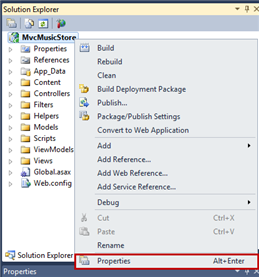 Solution Explorer
MvcMusicStore
Properties
References
App_Data
Content
Controllers
Filters
Helpers
Models
Scripts
ViewModels
Views
Global.asax
Web.config
Build
Rebuild
Clean
Build Deployment Package
Publish...
Package/Publish Settings
Convert to Web Application
Add
Add Reference...
Add Web Reference...
Add Service Reference...
Debug
Cut Ctrl+X
Paste Ctrl+V
Rename
Properties Alt+Enter
Solution Explorer
Properties